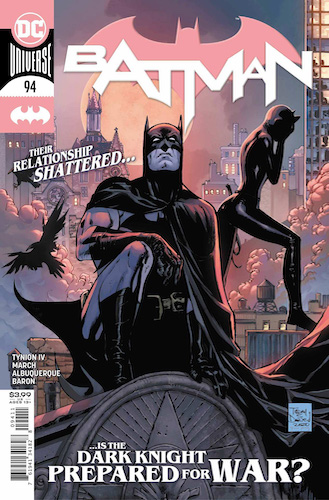 DC
UNIVERSE
94
BATMAN
THEIR
RELATIONSHIP
SHATTERED...
TYNION IV
MARCH
ALBUQUERQUE
BARON
$3.99
...IS THE
DARK KNIGHT
PREPARED FOR WAR?